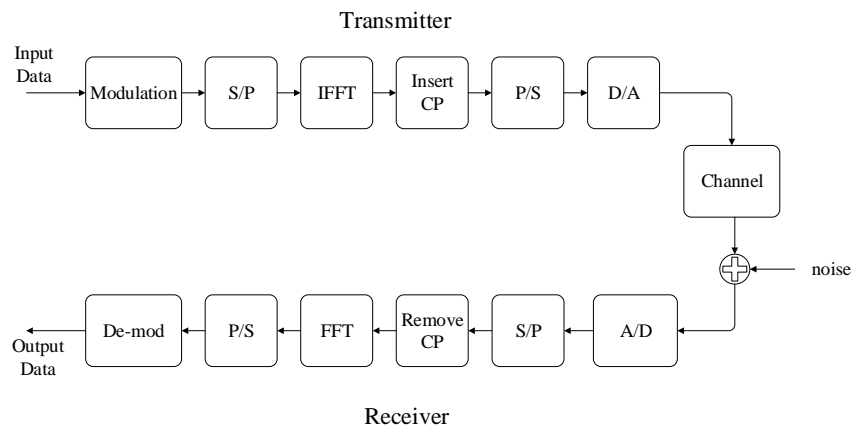 Transmitter
Input
Data
Modulation
S/P
IFFT
Insert
CP
P/S
D/A
Channel
noise
De-mod
P/S
FFT
Remove
CP
S/P
A/D
Output
Data
Receiver